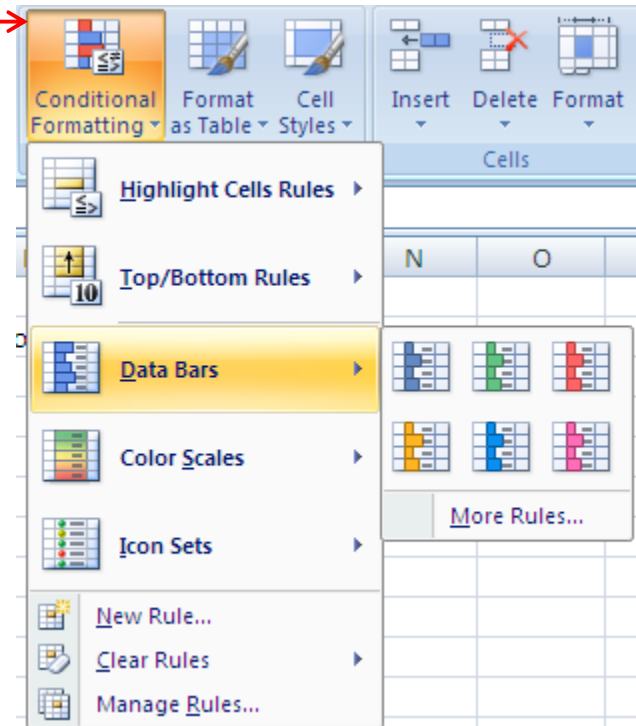 Conditional Formatting
Format as Table
Cell Styles
Insert
Delete
Format
Cells
Highlight Cells Rules
Top/Bottom Rules
10
N
O
Data Bars
Color Scales
Icon Sets
More Rules...
New Rule...
Clear Rules
Manage Rules...